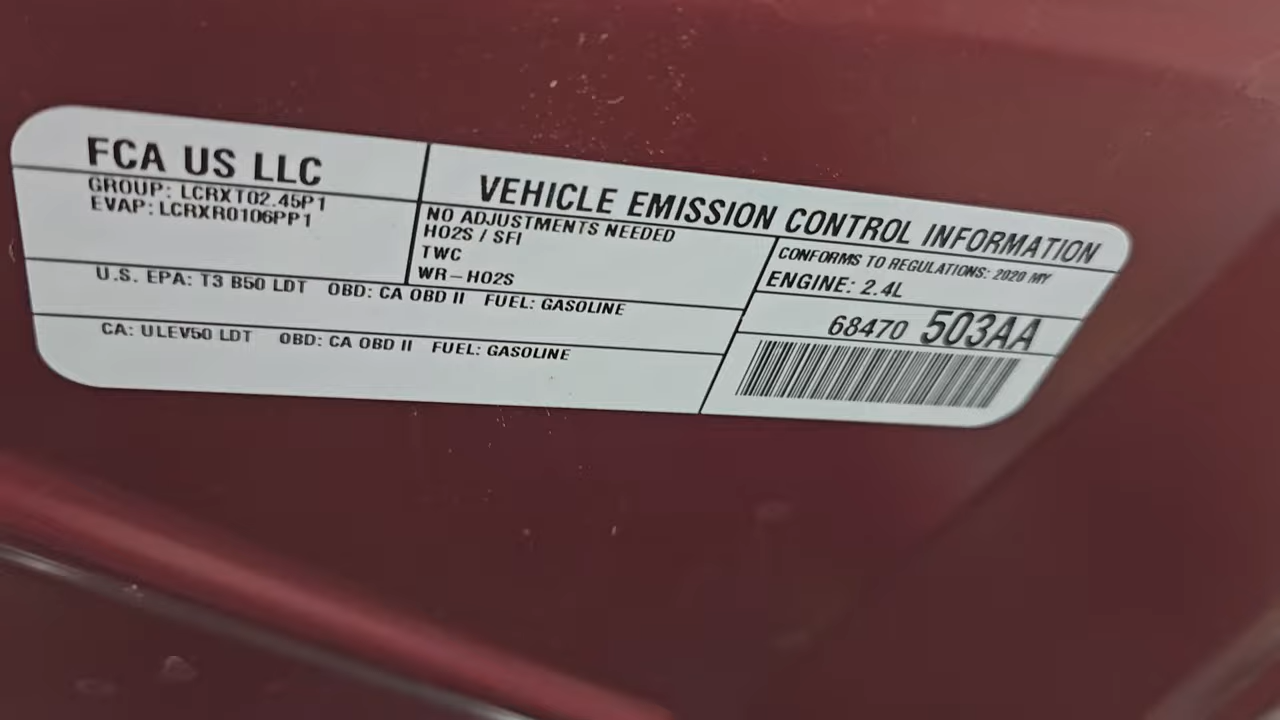 FCA US LLC
GROUP: LCRXT02.45P1
EVAP: LCRXR0106PP1
VEHICLE EMISSION CONTROL INFORMATION
NO ADJUSTMENTS NEEDED
HO2S / SFI
TWC
WR-HO2S
CONFORMS TO REGULATIONS: 2020 MY
ENGINE: 2.4L
U.S. EPA: T3 B50 LDT OBD: CA OBD II FUEL: GASOLINE
CA: ULEV50 LDT OBD: CA OBD II FUEL: GASOLINE
68470 503AA